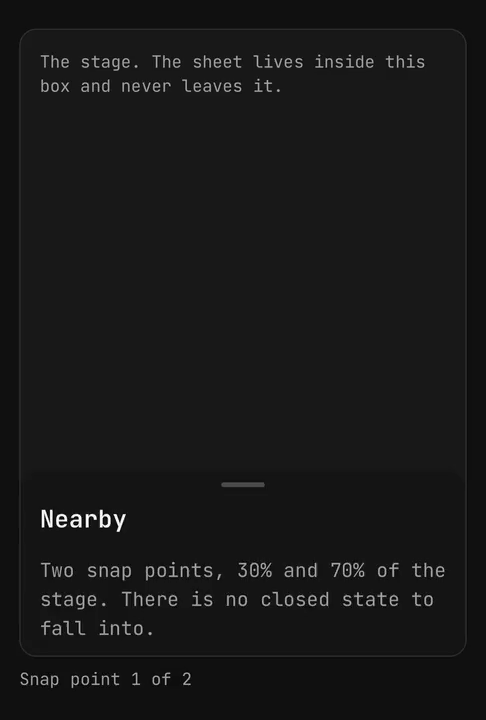 The stage. The sheet lives inside this
box and never leaves it.
Nearby
Two snap points, 30% and 70% of the
stage. There is no closed state to
fall into.
Snap point 1 of 2